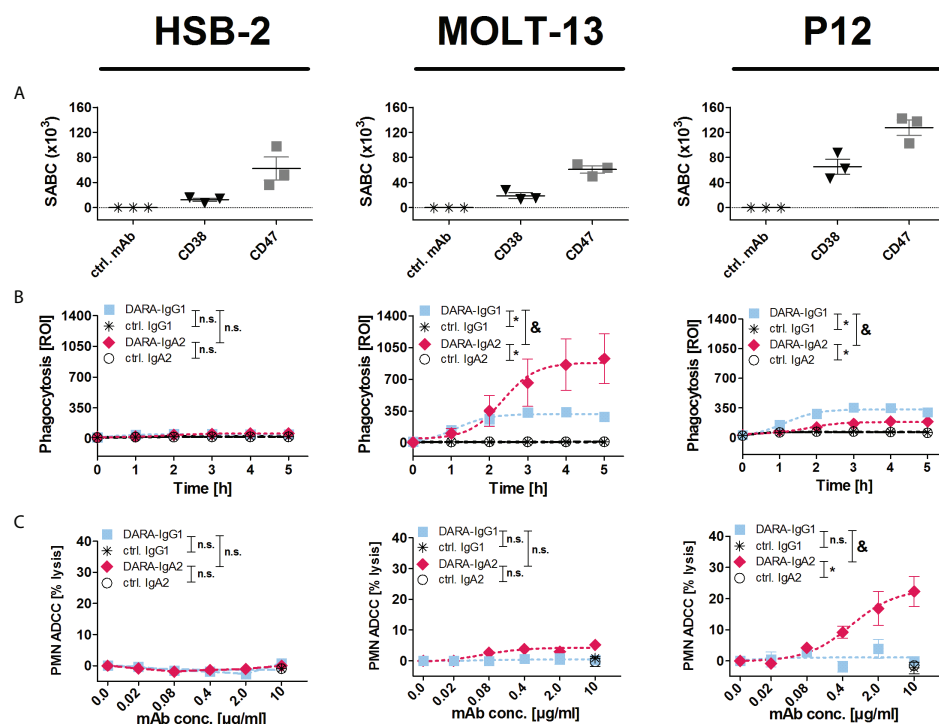 HSB-2 MOLT-13 P12
A
SABC (x10³) SABC (x10³) SABC (x10³)
160 160 160
120 120 120
80 80 80
40 40 40
0 0 0
ctrl. mAb CD38 CD47 ctrl. mAb CD38 CD47 ctrl. mAb CD38 CD47
B
Phagocytosis [ROI] Phagocytosis [ROI] Phagocytosis [ROI]
1400 1400 1400
1050 1050 1050
700 700 700
350 350 350
0 0 0
DARA-IgG1 DARA-IgG1 DARA-IgG1
ctrl. IgG1 ctrl. IgG1 ctrl. IgG1
DARA-IgA2 DARA-IgA2 DARA-IgA2
ctrl. IgA2 ctrl. IgA2 ctrl. IgA2
n.s. n.s. n.s. * * & * * &
0 1 2 3 4 5 0 1 2 3 4 5 0 1 2 3 4 5
Time [h] Time [h] Time [h]
C
PMN ADCC [% lysis] PMN ADCC [% lysis] PMN ADCC [% lysis]
40 40 40
30 30 30
20 20 20
10 10 10
0 0 0
DARA-IgG1 DARA-IgG1 DARA-IgG1
ctrl. IgG1 ctrl. IgG1 ctrl. IgG1
DARA-IgA2 DARA-IgA2 DARA-IgA2
ctrl. IgA2 ctrl. IgA2 ctrl. IgA2
n.s. n.s. n.s. n.s. n.s. n.s. n.s. * &
0.0 0.02 0.08 0.4 2.0 10 0.0 0.02 0.08 0.4 2.0 10 0.0 0.02 0.08 0.4 2.0 10
mAb conc. [µg/ml] mAb conc. [µg/ml] mAb conc. [µg/ml]